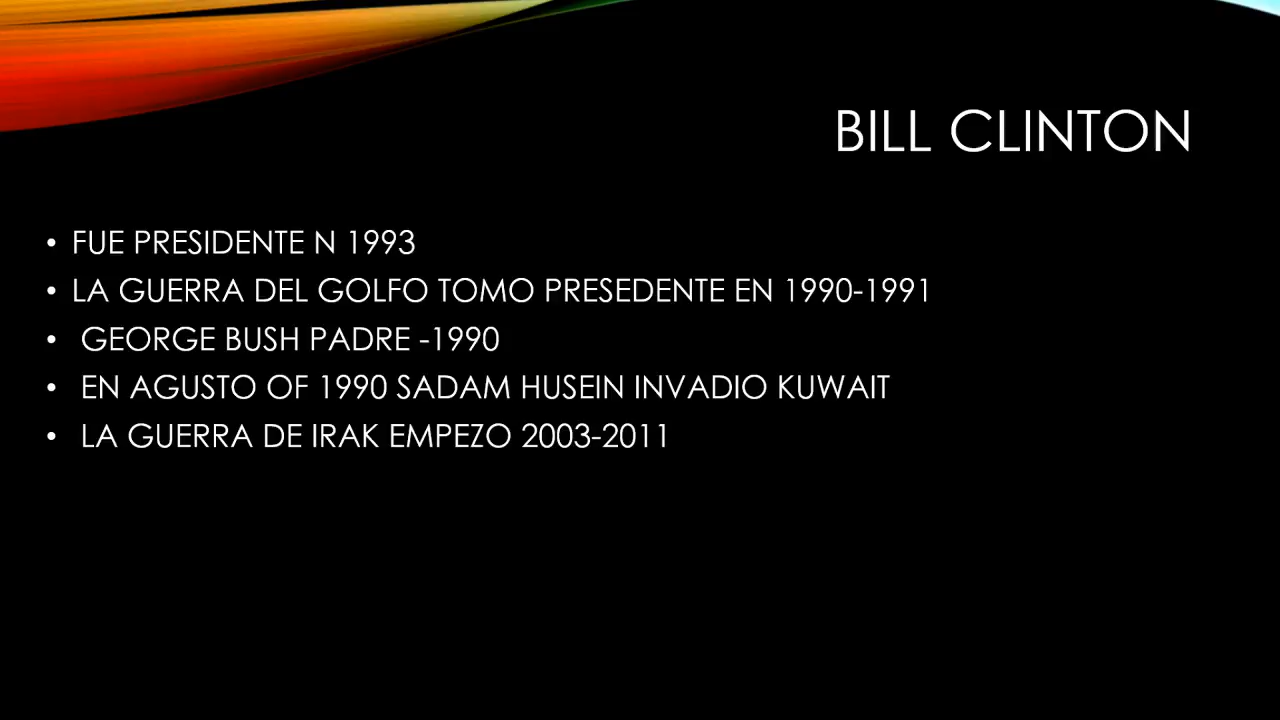 BILL CLINTON
• FUE PRESIDENTE N 1993
• LA GUERRA DEL GOLFO TOMO PRESEDENTE EN 1990-1991
• GEORGE BUSH PADRE -1990
• EN AGUSTO OF 1990 SADAM HUSEIN INVADIO KUWAIT
• LA GUERRA DE IRAK EMPEZO 2003-2011